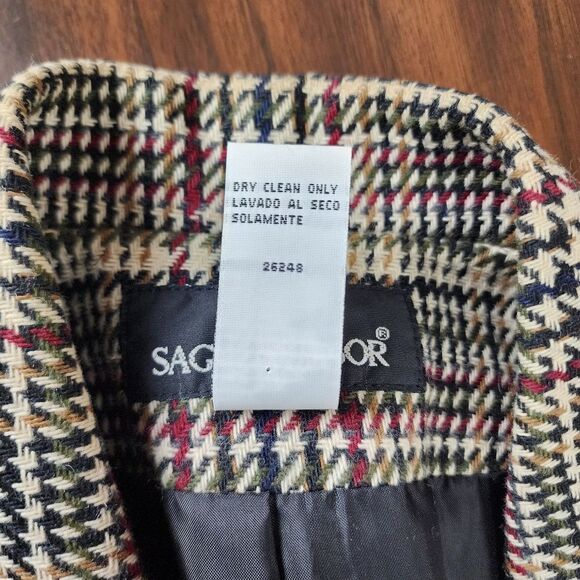 DRY CLEAN ONLY
LAVADO AL SECO
SOLAMENTE
26248
®